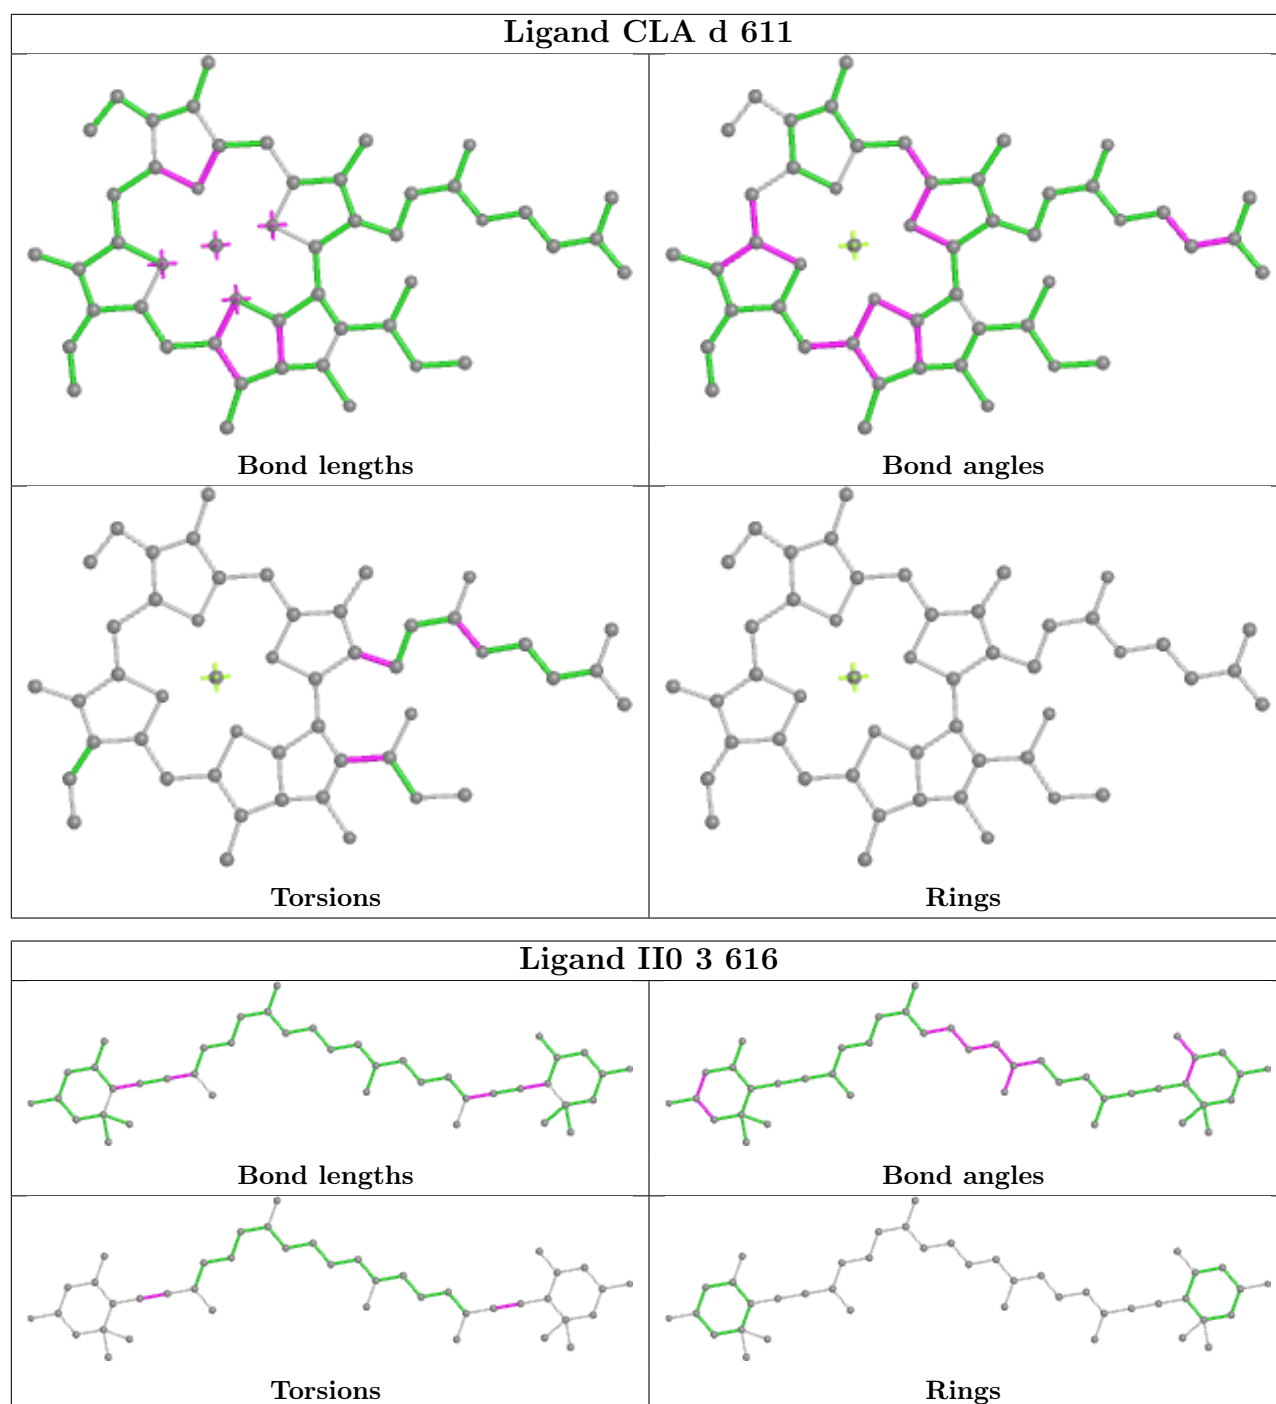 Ligand CLA d 611
Bond lengths
Bond angles
Torsions
Rings
Ligand II0 3 616
Bond lengths
Bond angles
Torsions
Rings